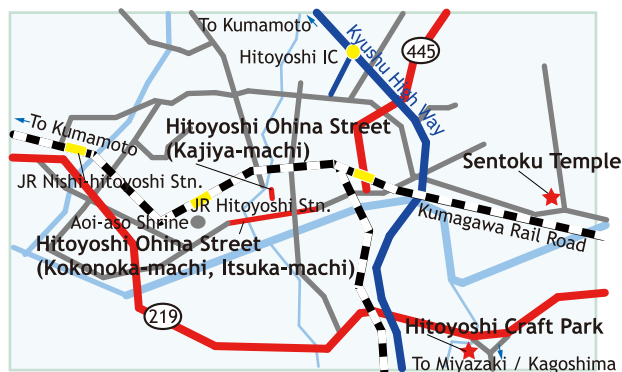 To Kumamoto
Hitoyoshi IC
Kyushu High Way
445
To Kumamoto
Hitoyoshi Ohina Street
(Kajiya-machi)
Sentoku Temple
JR Nishi-hitoyoshi Stn.
JR Hitoyoshi Stn.
Aoi-aso Shrine
Kumagawa Rail Road
Hitoyoshi Ohina Street
(Kokonoka-machi, Itsuka-machi)
219
Hitoyoshi Craft Park
To Miyazaki / Kagoshima